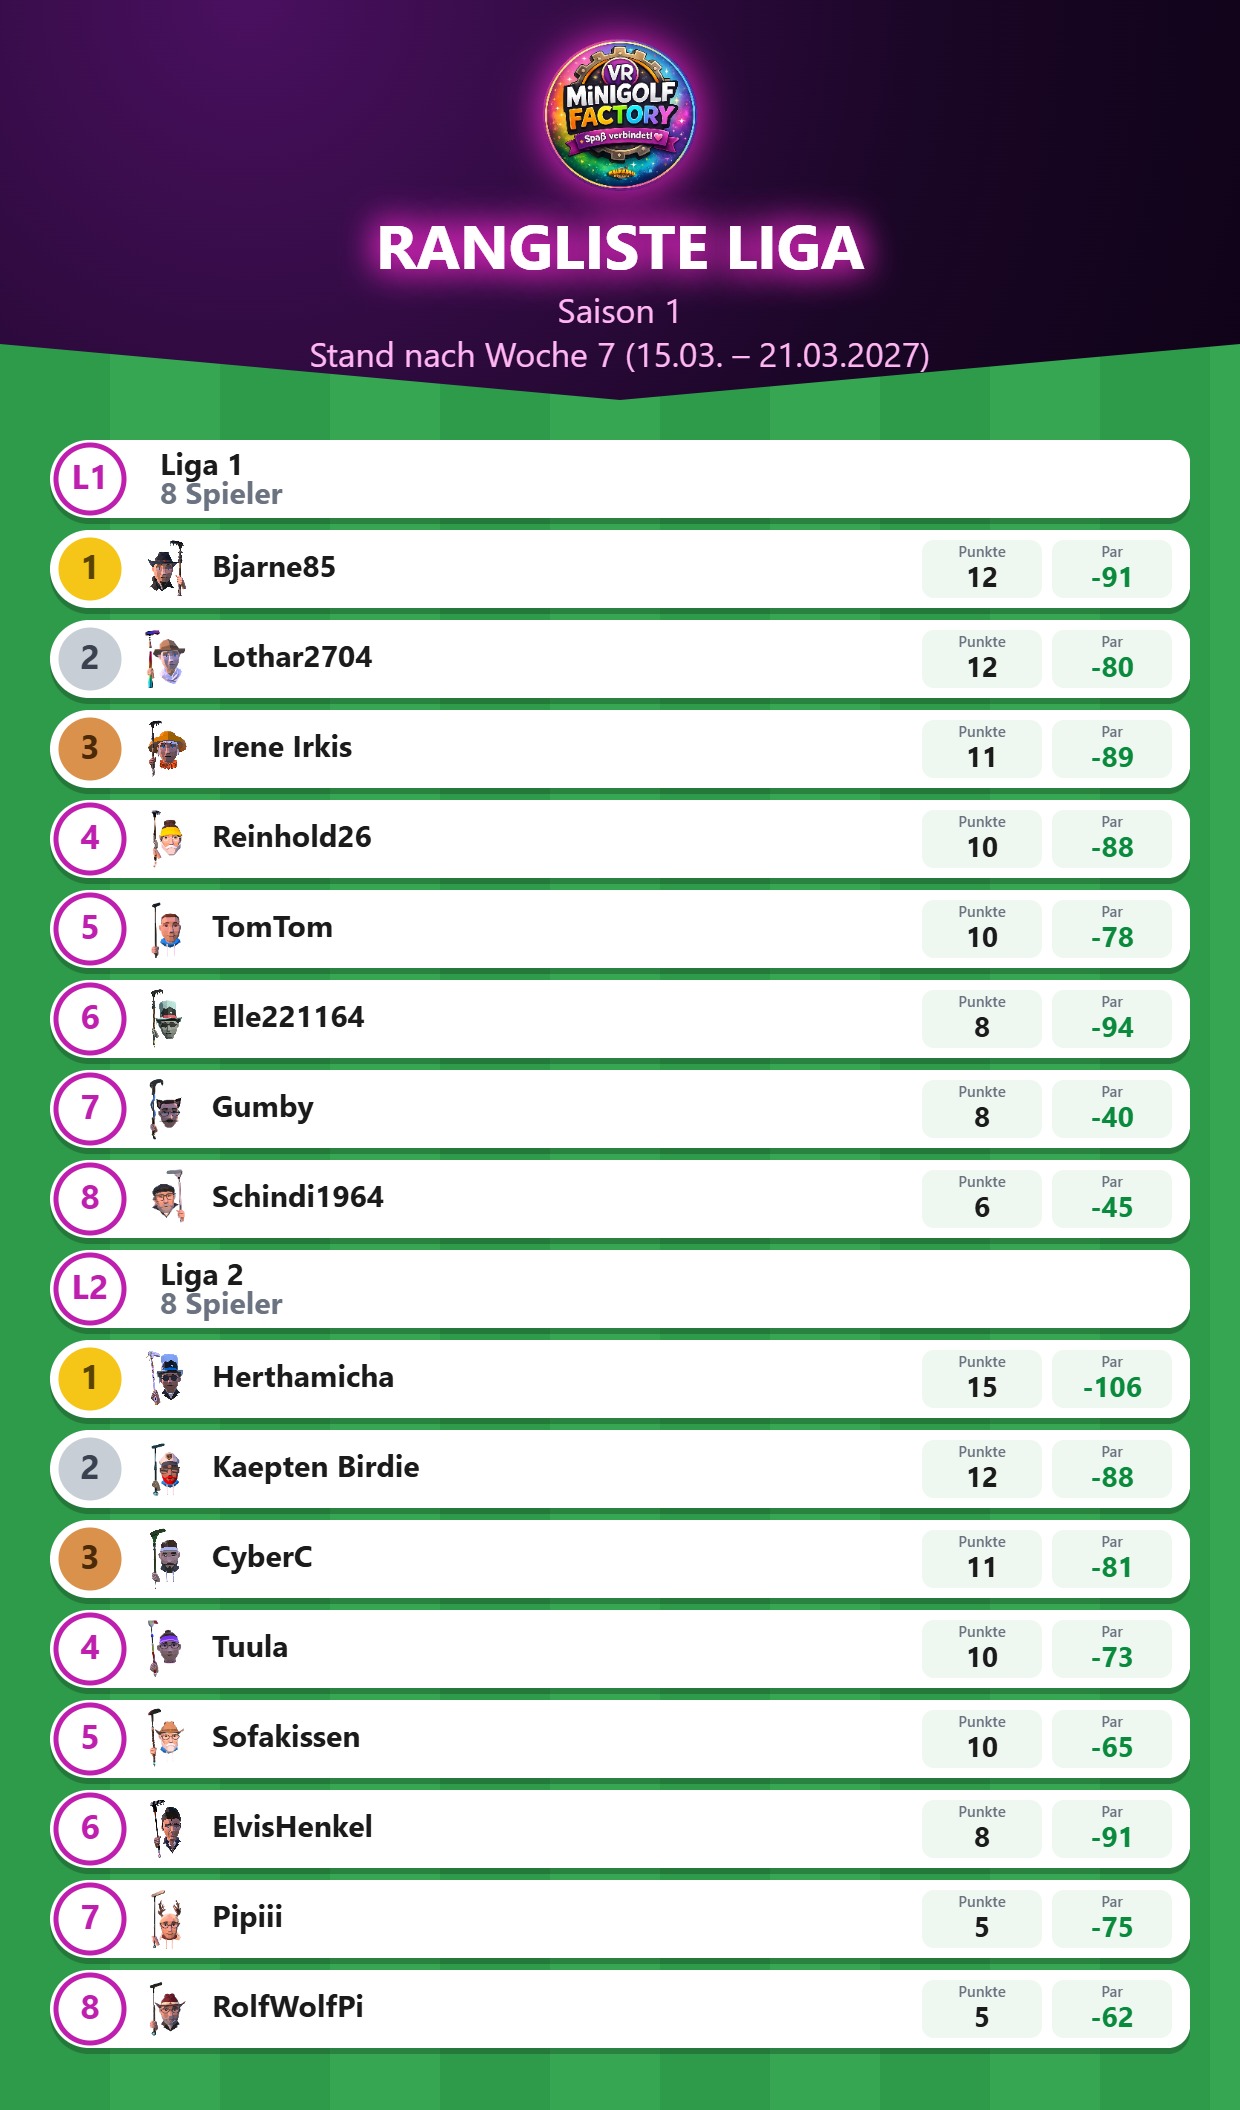 VR
MiNiGOLF
FACTORY
Spaß verbindet!
RANGLISTE LIGA
Saison 1
Stand nach Woche 7 (15.03. – 21.03.2027)
L1 Liga 1
8 Spieler
Punkte Par
1 Bjarne85 12 -91
Punkte Par
2 Lothar2704 12 -80
Punkte Par
3 Irene Irkis 11 -89
Punkte Par
4 Reinhold26 10 -88
Punkte Par
5 TomTom 10 -78
Punkte Par
6 Elle221164 8 -94
Punkte Par
7 Gumby 8 -40
Punkte Par
8 Schindi1964 6 -45
L2 Liga 2
8 Spieler
Punkte Par
1 Herthamicha 15 -106
Punkte Par
2 Kaepten Birdie 12 -88
Punkte Par
3 CyberC 11 -81
Punkte Par
4 Tuula 10 -73
Punkte Par
5 Sofakissen 10 -65
Punkte Par
6 ElvisHenkel 8 -91
Punkte Par
7 Pipiii 5 -75
Punkte Par
8 RolfWolfPi 5 -62